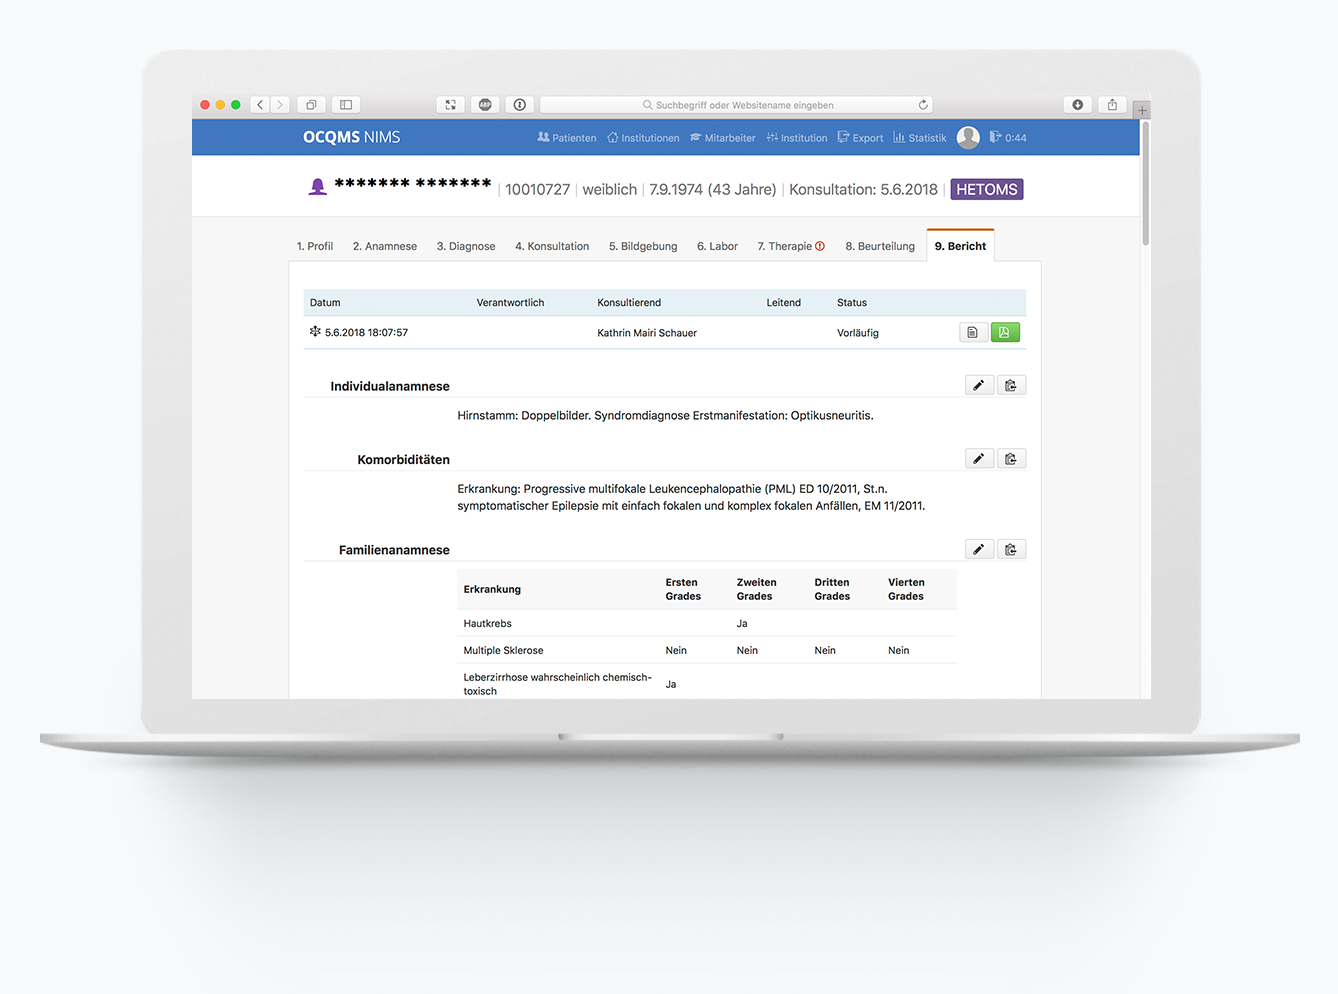 Suchbegriff oder Websitename eingeben
ABP
OCQMS NIMS Patienten Institutionen Mitarbeiter Institution Export Statistik 0:44
******* ******* | 10010727 | weiblich | 7.9.1974 (43 Jahre) | Konsultation: 5.6.2018 | HETOMS
1. Profil 2. Anamnese 3. Diagnose 4. Konsultation 5. Bildgebung 6. Labor 7. Therapie 8. Beurteilung 9. Bericht
Datum Verantwortlich Konsultierend Leitend Status
5.6.2018 18:07:57 Kathrin Mairi Schauer Vorläufig
Individualanamnese
Hirnstamm: Doppelbilder. Syndromdiagnose Erstmanifestation: Optikusneuritis.
Komorbiditäten
Erkrankung: Progressive multifokale Leukencephalopathie (PML) ED 10/2011, St.n.
symptomatischer Epilepsie mit einfach fokalen und komplex fokalen Anfällen, EM 11/2011.
Familienanamnese
Erkrankung Ersten Grades Zweiten Grades Dritten Grades Vierten Grades
Hautkrebs Ja
Multiple Sklerose Nein Nein Nein Nein
Leberzirrhose wahrscheinlich chemisch-
toxisch Ja